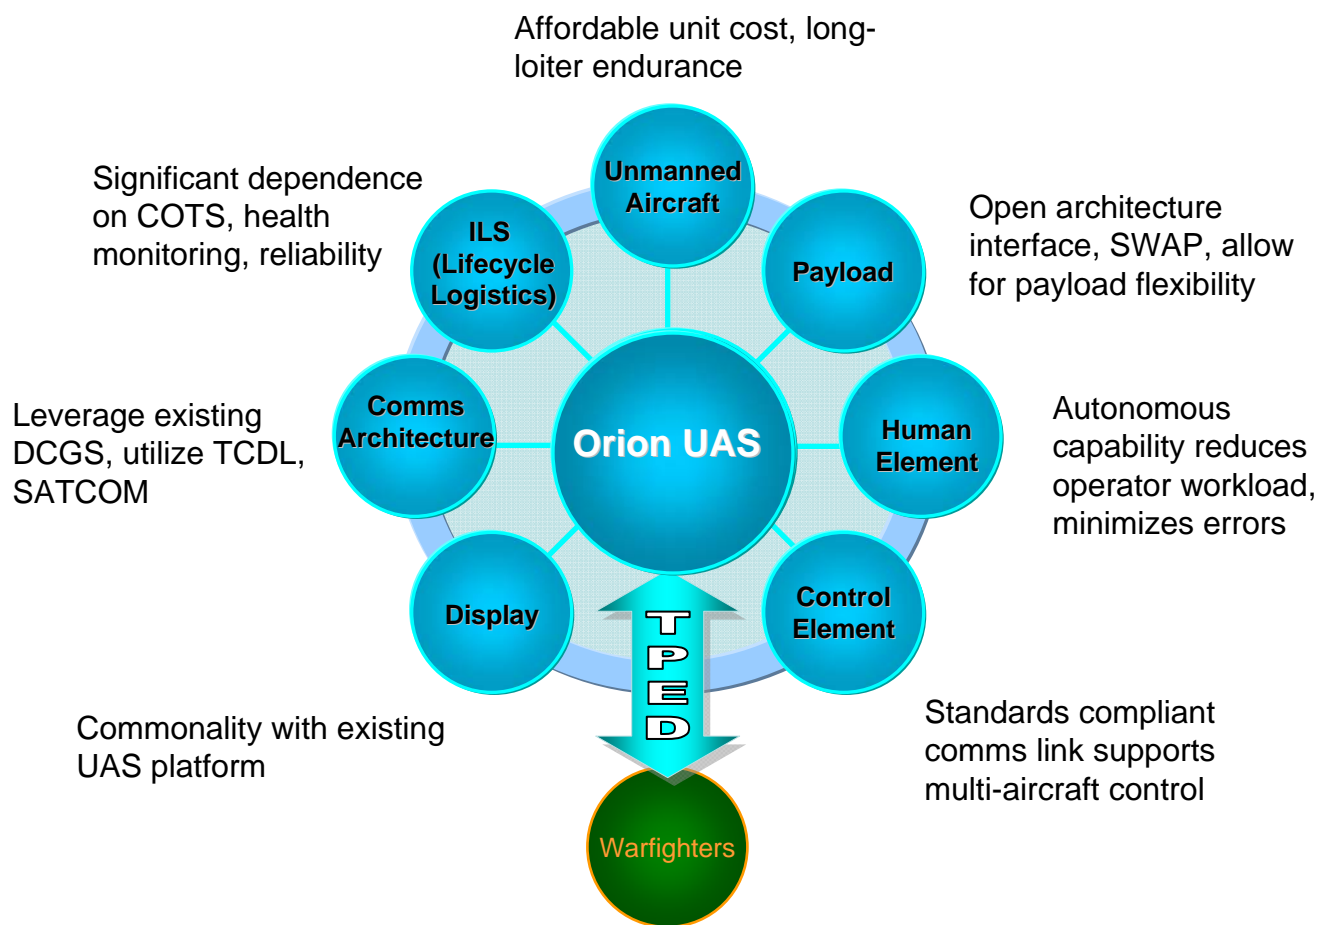 Affordable unit cost, long-
loiter endurance
Unmanned
Aircraft
Significant dependence
on COTS, health
monitoring, reliability
ILS
(Lifecycle
Logistics)
Payload
Open architecture
interface, SWAP, allow
for payload flexibility
Leverage existing
DCGS, utilize TCDL,
SATCOM
Comms
Architecture
Orion UAS
Human
Element
Autonomous
capability reduces
operator workload,
minimizes errors
Display
Control
Element
TPED
Commonality with existing
UAS platform
Standards compliant
comms link supports
multi-aircraft control
Warfighters